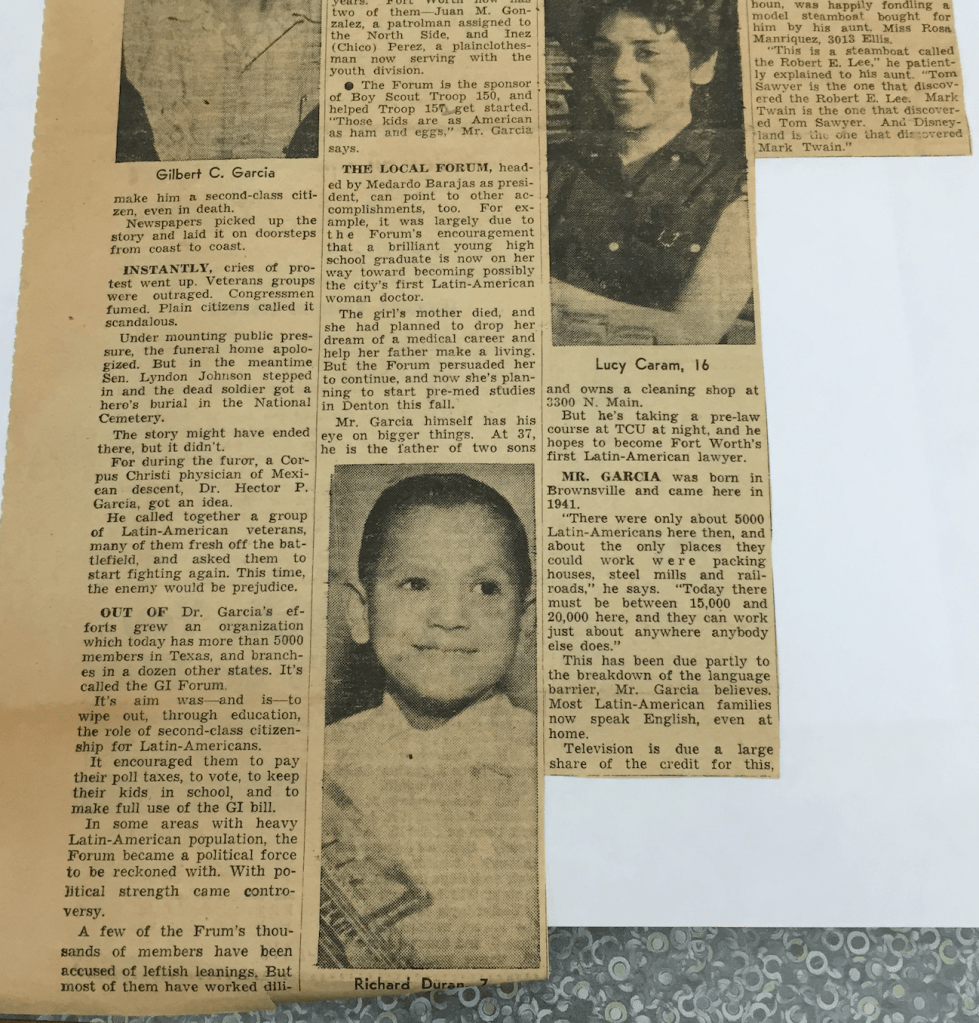 Gilbert C. Garcia
make him a second-class citi-
zen, even in death.
Newspapers picked up the
story and laid it on doorsteps
from coast to coast.
INSTANTLY, cries of pro-
test went up. Veterans groups
were outraged. Congressmen
fumed. Plain citizens called it
scandalous.
Under mounting public pres-
sure, the funeral home apolo-
gized. But in the meantime
Sen. Lyndon Johnson stepped
in and the dead soldier got a
hero's burial in the National
Cemetery.
The story might have ended
there, but it didn't.
For during the furor, a Cor-
pus Christi physician of Mexi-
can descent, Dr. Hector P.
Garcia, got an idea.
He called together a group
of Latin-American veterans,
many of them fresh off the bat-
tlefield, and asked them to
start fighting again. This time,
the enemy would be prejudice.
OUT OF Dr. Garcia's ef-
forts grew an organization
which today has more than 5000
members in Texas, and branch-
es in a dozen other states. It's
called the GI Forum.
It's aim was—and is—to
wipe out, through education,
the role of second-class citizen-
ship for Latin-Americans.
It encouraged them to pay
their poll taxes, to vote, to keep
their kids in school, and to
make full use of the GI bill.
In some areas with heavy
Latin-American population, the
Forum became a political force
to be reckoned with. With po-
litical strength came contro-
versy.
A few of the Frum's thou-
sands of members have been
accused of leftish leanings. But
most of them have worked dili-
years. Fort Worth now has
two of them—Juan M. Gon-
zalez, a patrolman assigned to
the North Side, and Inez
(Chico) Perez, a plainclothes-
man now serving with the
youth division.
● The Forum is the sponsor
of Boy Scout Troop 150, and
helped Troop 157 get started.
"Those kids are as American
as ham and eggs," Mr. Garcia
says.
THE LOCAL FORUM, head-
ed by Medardo Barajas as presi-
dent, can point to other ac-
complishments, too. For ex-
ample, it was largely due to
the Forum's encouragement
that a brilliant young high
school graduate is now on her
way toward becoming possibly
the city's first Latin-American
woman doctor.
The girl's mother died, and
she had planned to drop her
dream of a medical career and
help her father make a living.
But the Forum persuaded her
to continue, and now she's plan-
ning to start pre-med studies
in Denton this fall.
Mr. Garcia himself has his
eye on bigger things. At 37,
he is the father of two sons
Richard Duran, 7
Lucy Caram, 16
and owns a cleaning shop at
3300 N. Main.
But he's taking a pre-law
course at TCU at night, and he
hopes to become Fort Worth's
first Latin-American lawyer.
MR. GARCIA was born in
Brownsville and came here in
1941.
"There were only about 5000
Latin-Americans here then, and
about the only places they
could work were packing
houses, steel mills and rail-
roads," he says. "Today there
must be between 15,000 and
20,000 here, and they can work
just about anywhere anybody
else does."
This has been due partly to
the breakdown of the language
barrier, Mr. Garcia believes.
Most Latin-American families
now speak English, even at
home.
Television is due a large
share of the credit for this,
houn, was happily fondling a
model steamboat bought for
him by his aunt, Miss Rosa
Manriquez, 3013 Ellis.
"This is a steamboat called
the Robert E. Lee," he patient-
ly explained to his aunt. "Tom
Sawyer is the one that discov-
ered the Robert E. Lee. Mark
Twain is the one that discover-
ed Tom Sawyer. And Disney-
land is the one that discovered
Mark Twain."